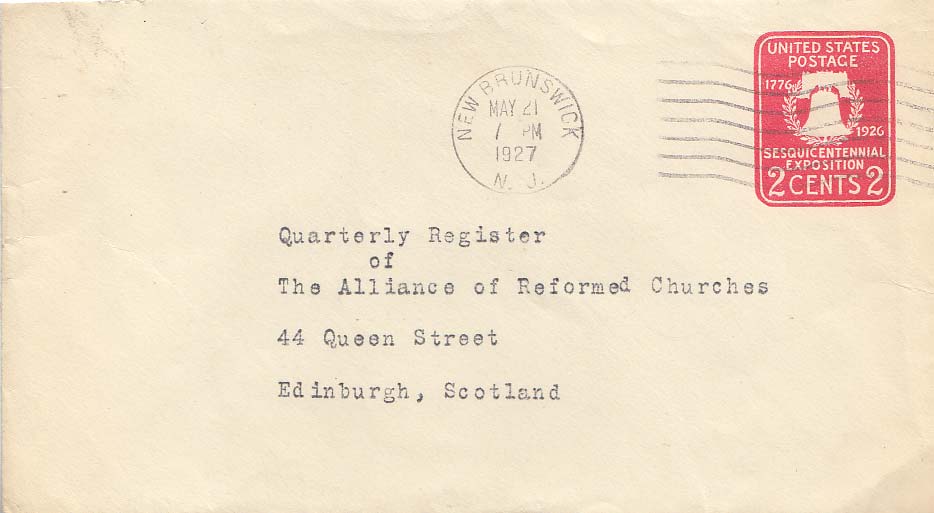 UNITED STATES
POSTAGE
1776
1926
SESQUICENTENNIAL
EXPOSITION
2 CENTS 2
NEW BRUNSWICK
MAY 21
7 PM
1927
N. J.
Quarterly Register
of
The Alliance of Reformed Churches
44 Queen Street
Edinburgh, Scotland